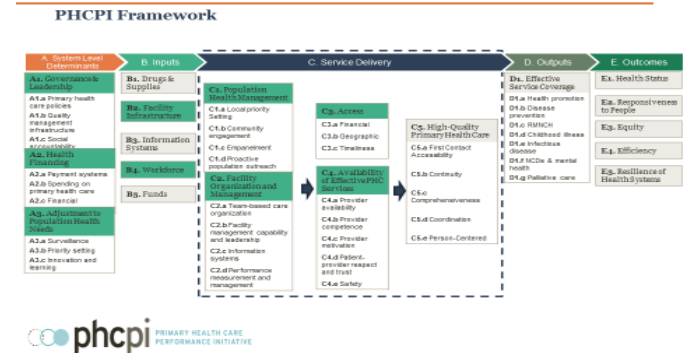 PHCPI Framework
A. System Level
Determinants
B. Inputs
C. Service Delivery
D. Outputs
E. Outcomes
A1. Governance &
Leadership
A1.a Primary health
care policies
A1.b Quality
management
infrastructure
A1.c Social
accountability
A2. Health
Financing
A2.a Payment systems
A2.b Spending on
primary health care
A2.c Financial
A3. Adjustment to
Population Health
Needs
A3.a Surveillance
A3.b Priority setting
A3.c Innovation and
learning
B1. Drugs &
Supplies
B2. Facility
Infrastructure
B3. Information
Systems
B4. Workforce
B5. Funds
C1. Population
Health Management
C1.a Local priority
Setting
C1.b Community
engagement
C1.c Empanelment
C1.d Proactive
population outreach
C2. Facility
Organization and
Management
C2.a Team-based care
organization
C2.b Facility
management capability
and leadership
C2.c Information
systems
C2.d Performance
measurement and
management
C3. Access
C3.a Financial
C3.b Geographic
C3.c Timeliness
C4. Availability
of Effective PHC
Services
C4.a Provider
availability
C4.b Provider
competence
C4.c Provider
motivation
C4.d Patient-
provider respect
and trust
C4.e Safety
C5. High-Quality
Primary Health Care
C5.a First Contact
Accessability
C5.b Continuity
C5.c
Comprehensiveness
C5.d Coordination
C5.e Person-Centered
D1. Effective
Service Coverage
D1.a Health promotion
D1.b Disease
prevention
D1.c RMNCH
D1.d Childhood illness
D1.e Infectious
disease
D1.f NCDs & mental
health
D1.g Palliative care
E1. Health Status
E2. Responsiveness
to People
E3. Equity
E4. Efficiency
E5. Resilience of
Health Systems
phcpi
PRIMARY HEALTH CARE
PERFORMANCE INITIATIVE